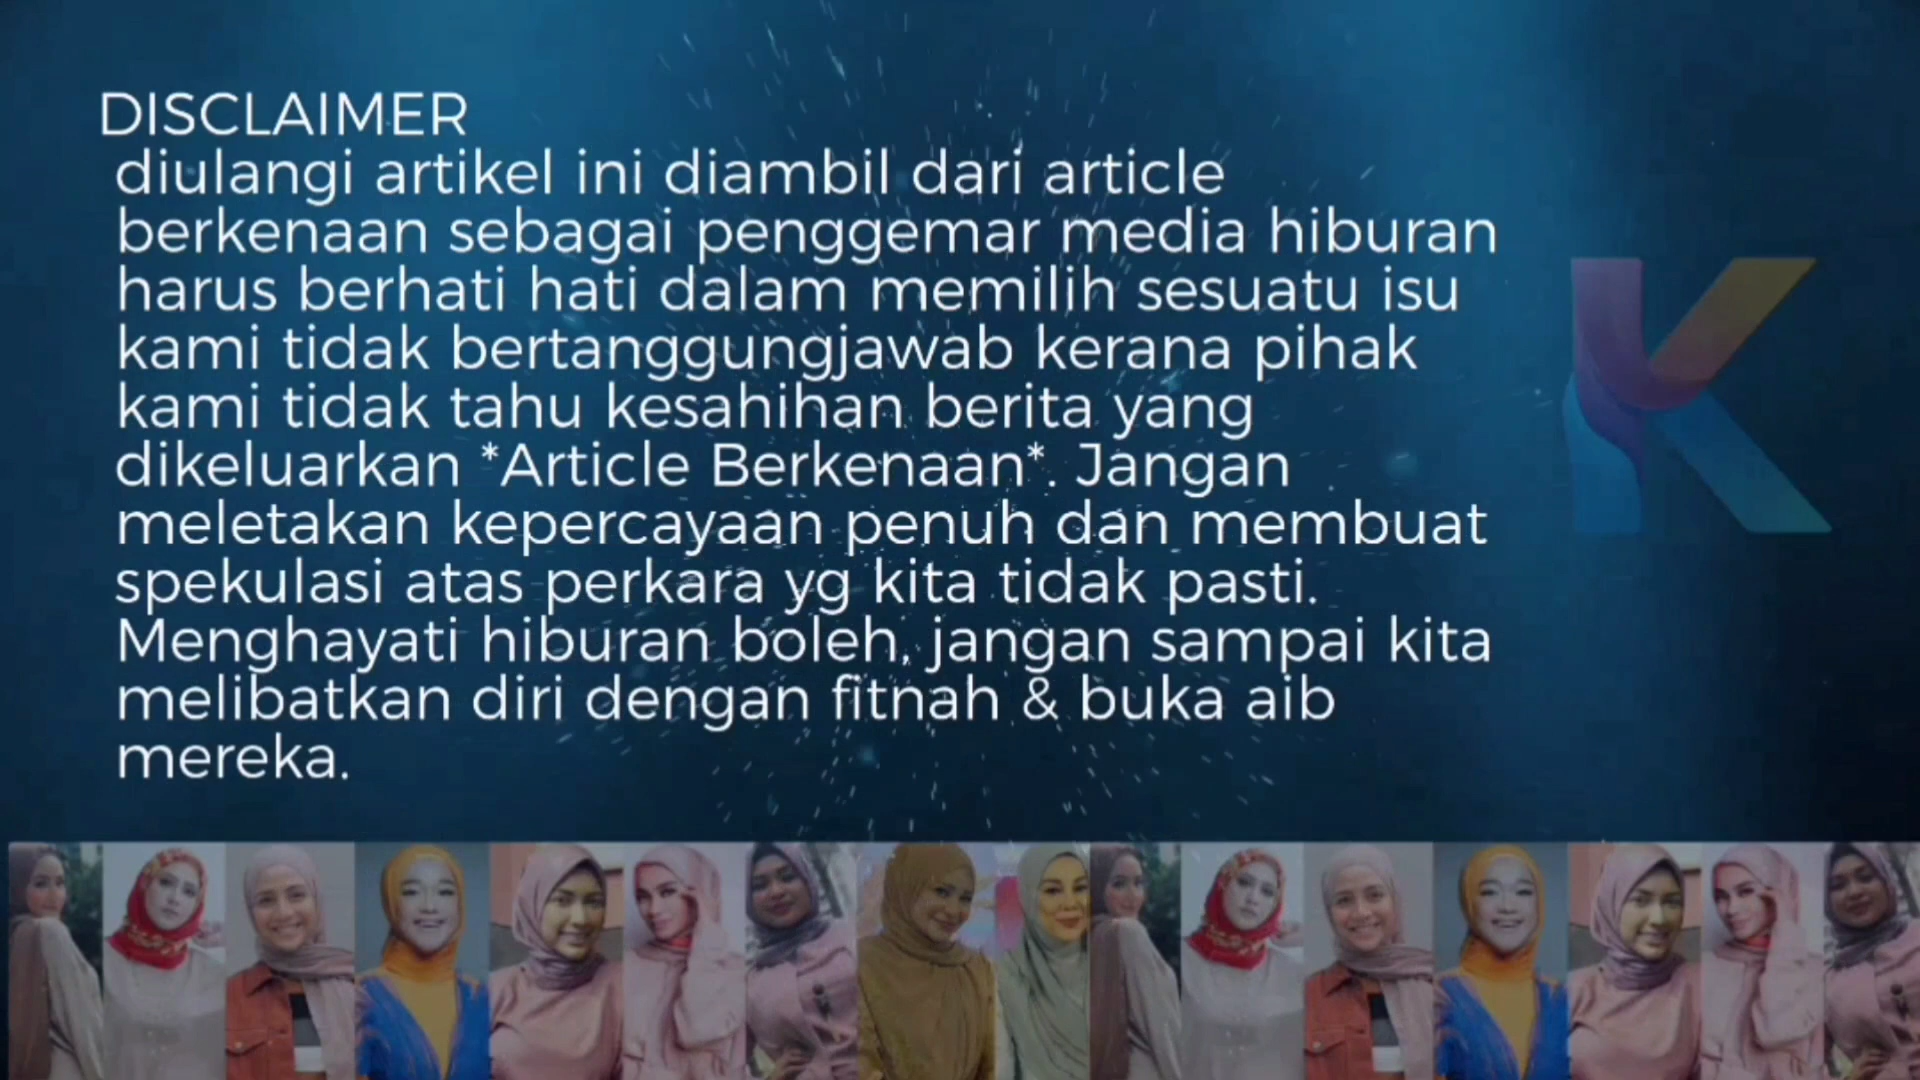 DISCLAIMER
diulangi artikel ini diambil dari article
berkenaan sebagai penggemar media hiburan
harus berhati hati dalam memilih sesuatu isu
kami tidak bertanggungjawab kerana pihak
kami tidak tahu kesahihan berita yang
dikeluarkan *Article Berkenaan*. Jangan
meletakan kepercayaan penuh dan membuat
spekulasi atas perkara yg kita tidak pasti.
Menghayati hiburan boleh, jangan sampai kita
melibatkan diri dengan fitnah & buka aib
mereka.